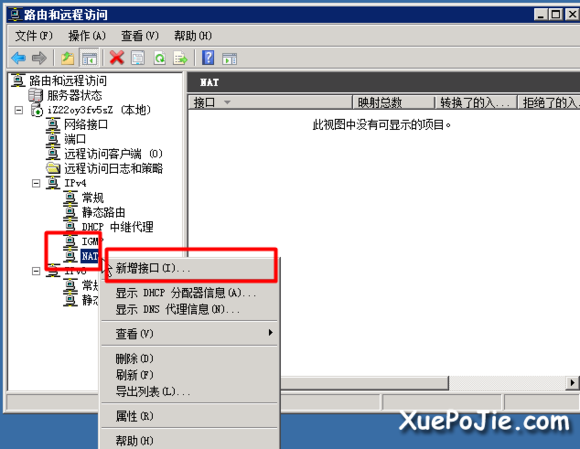 路由和远程访问
文件(F) 操作(A) 查看(V) 帮助(H)
路由和远程访问
服务器状态
iZ22oy3fv5sZ (本地)
网络接口
端口
远程访问客户端 (0)
远程访问日志和策略
IPv4
常规
静态路由
DHCP 中继代理
IGMP
NAT
IPv6
常规
静态
NAT
接口 映射总数 转换了的入... 拒绝了的入...
此视图中没有可显示的项目。
新增接口(I)...
显示 DHCP 分配器信息(A)...
显示 DNS 代理信息(N)...
查看(V)
删除(D)
刷新(F)
导出列表(L)...
属性(R)
帮助(H)
XuePoJie.com